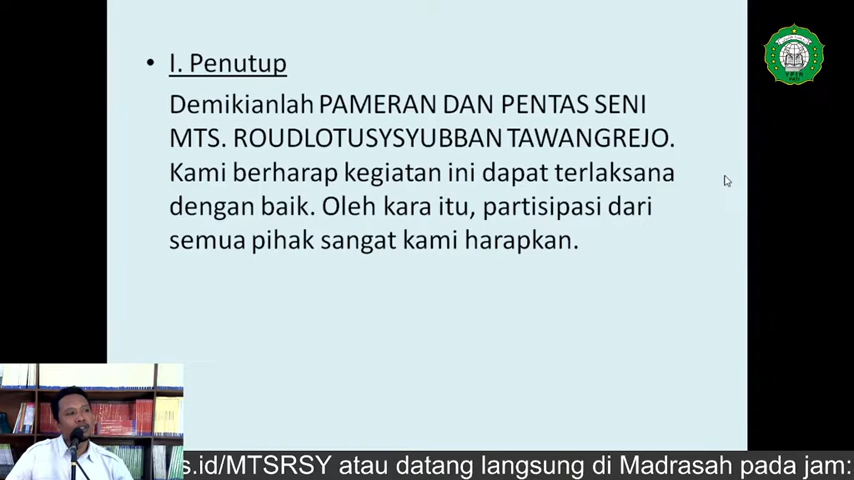 • I. Penutup
Demikianlah PAMERAN DAN PENTAS SENI
MTS. ROUDLOTUSYSYUBBAN TAWANGREJO.
Kami berharap kegiatan ini dapat terlaksana
dengan baik. Oleh kara itu, partisipasi dari
semua pihak sangat kami harapkan.
s.id/MTSRSY atau datang langsung di Madrasah pada jam: